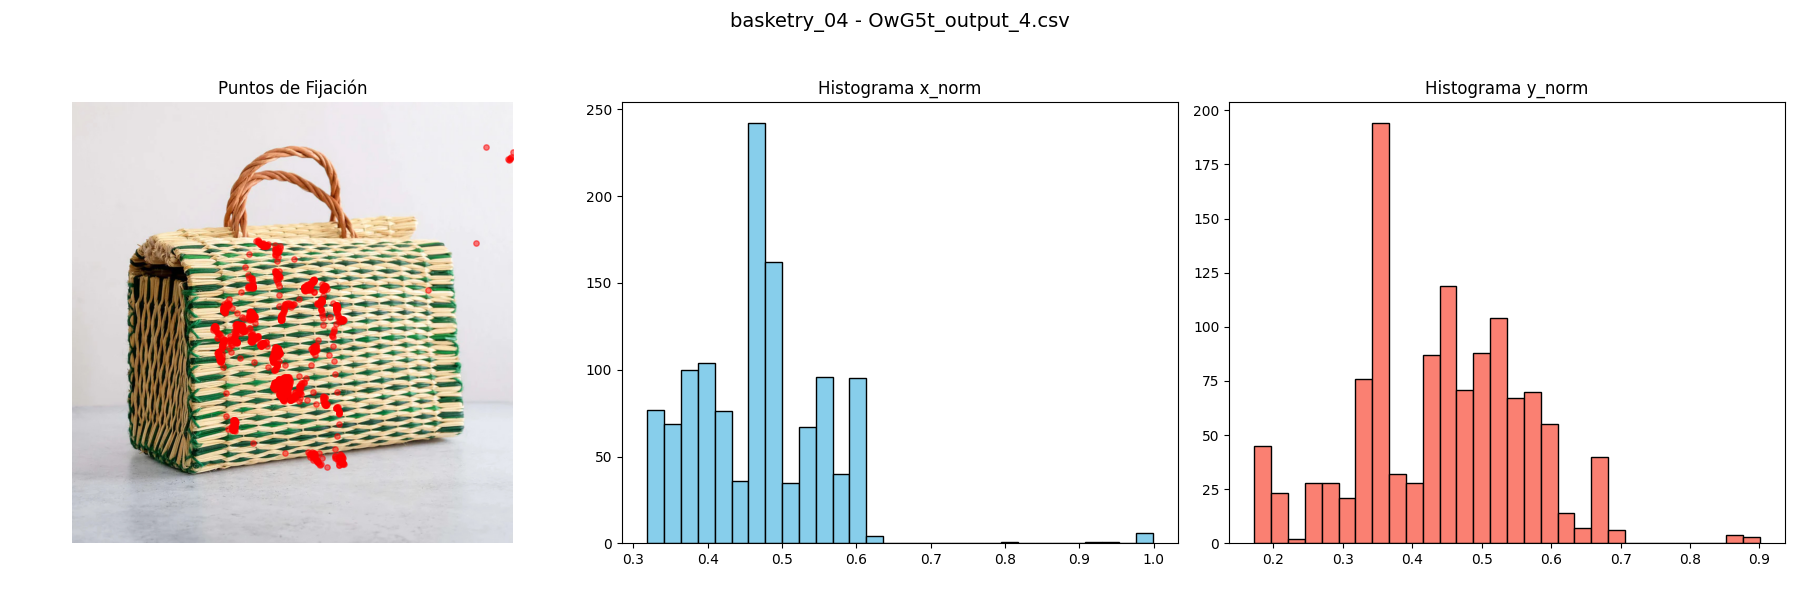 basketry_04 - OwG5t_output_4.csv
Puntos de Fijación
Histograma x_norm
250
200
150
100
50
0
0.3 0.4 0.5 0.6 0.7 0.8 0.9 1.0
Histograma y_norm
200
175
150
125
100
75
50
25
0
0.2 0.3 0.4 0.5 0.6 0.7 0.8 0.9